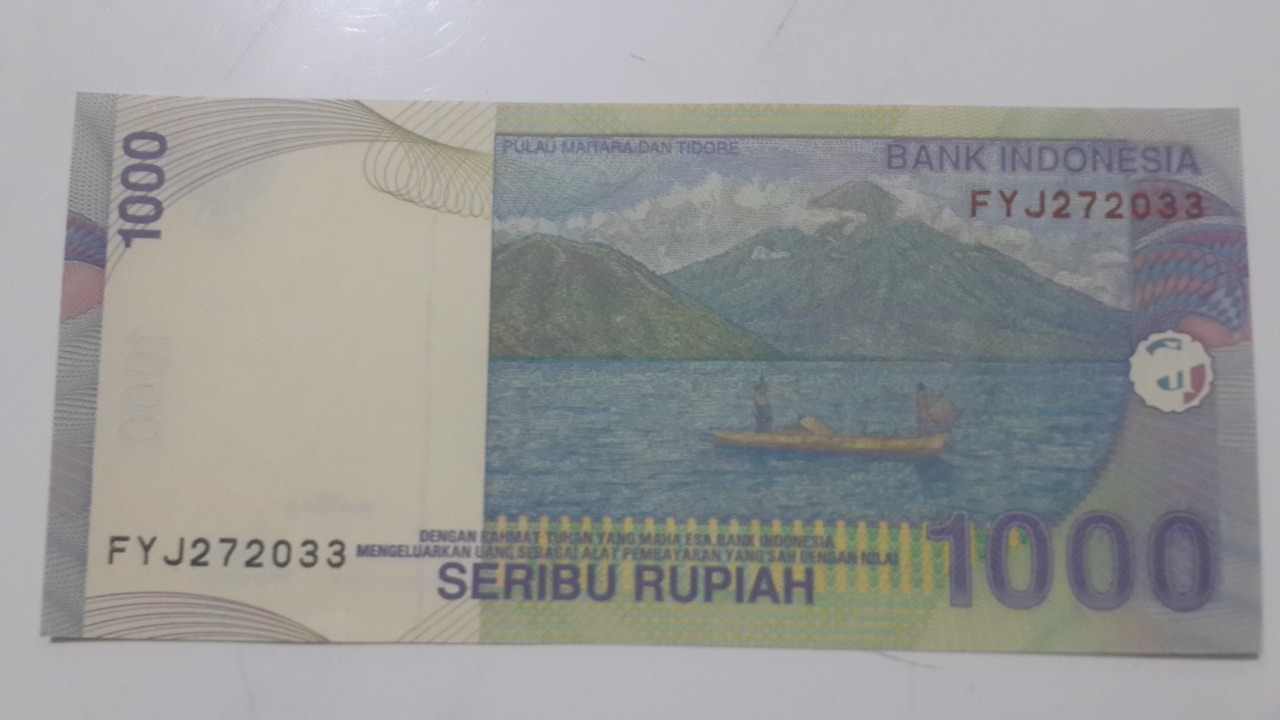 1000
PULAU MAITARA DAN TIDORE
BANK INDONESIA
FYJ272033
FYJ272033
DENGAN RAHMAT TUHAN YANG MAHA ESA, BANK INDONESIA
MENGELUARKAN UANG SEBAGAI ALAT PEMBAYARAN YANG SAH DENGAN NILAI
SERIBU RUPIAH
1000